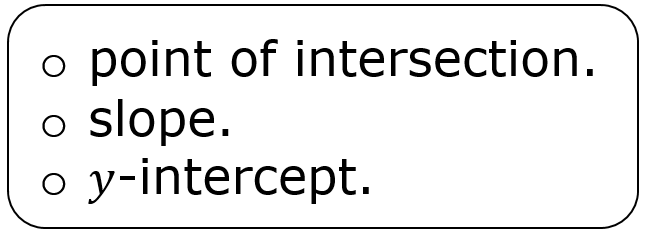 ○ point of intersection.
○ slope.
○ y-intercept.